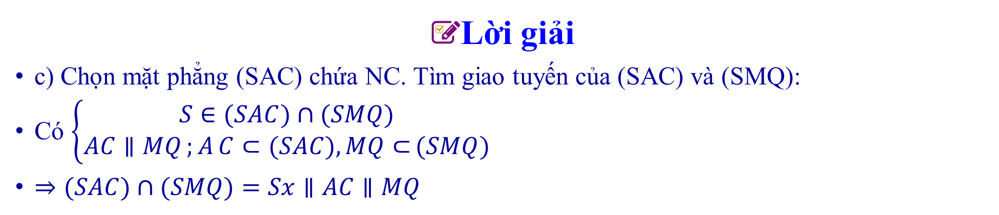 Lời giải
• c) Chọn mặt phẳng (SAC) chứa NC. Tìm giao tuyến của (SAC) và (SMQ):
• Có { S ∈ (SAC) ∩ (SMQ)
AC ∥ MQ ; A C ⊂ (SAC), MQ ⊂ (SMQ)
• ⇒ (SAC) ∩ (SMQ) = Sx ∥ AC ∥ MQ